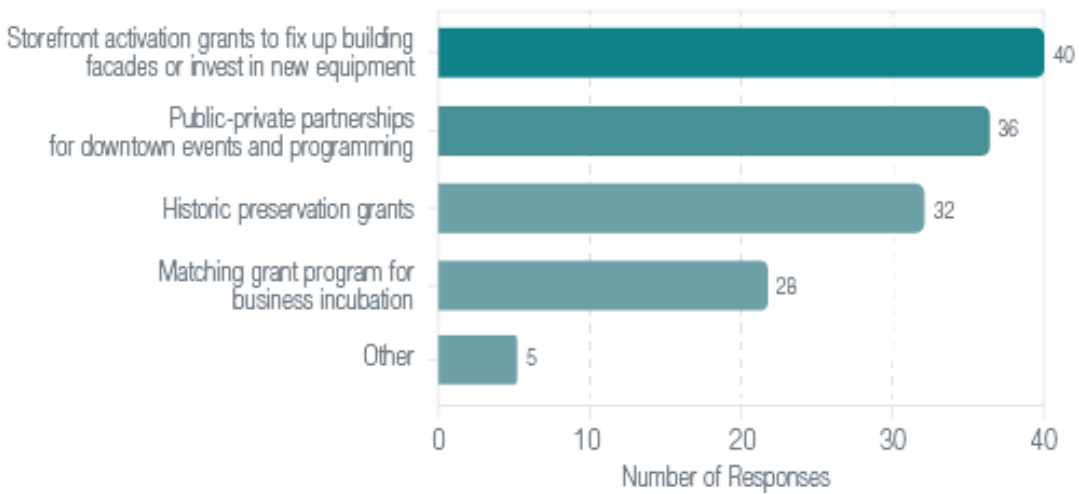 Storefront activation grants to fix up building
facades or invest in new equipment
40
Public-private partnerships
for downtown events and programming
36
Historic preservation grants
32
Matching grant program for
business incubation
28
Other
5
0 10 20 30 40
Number of Responses